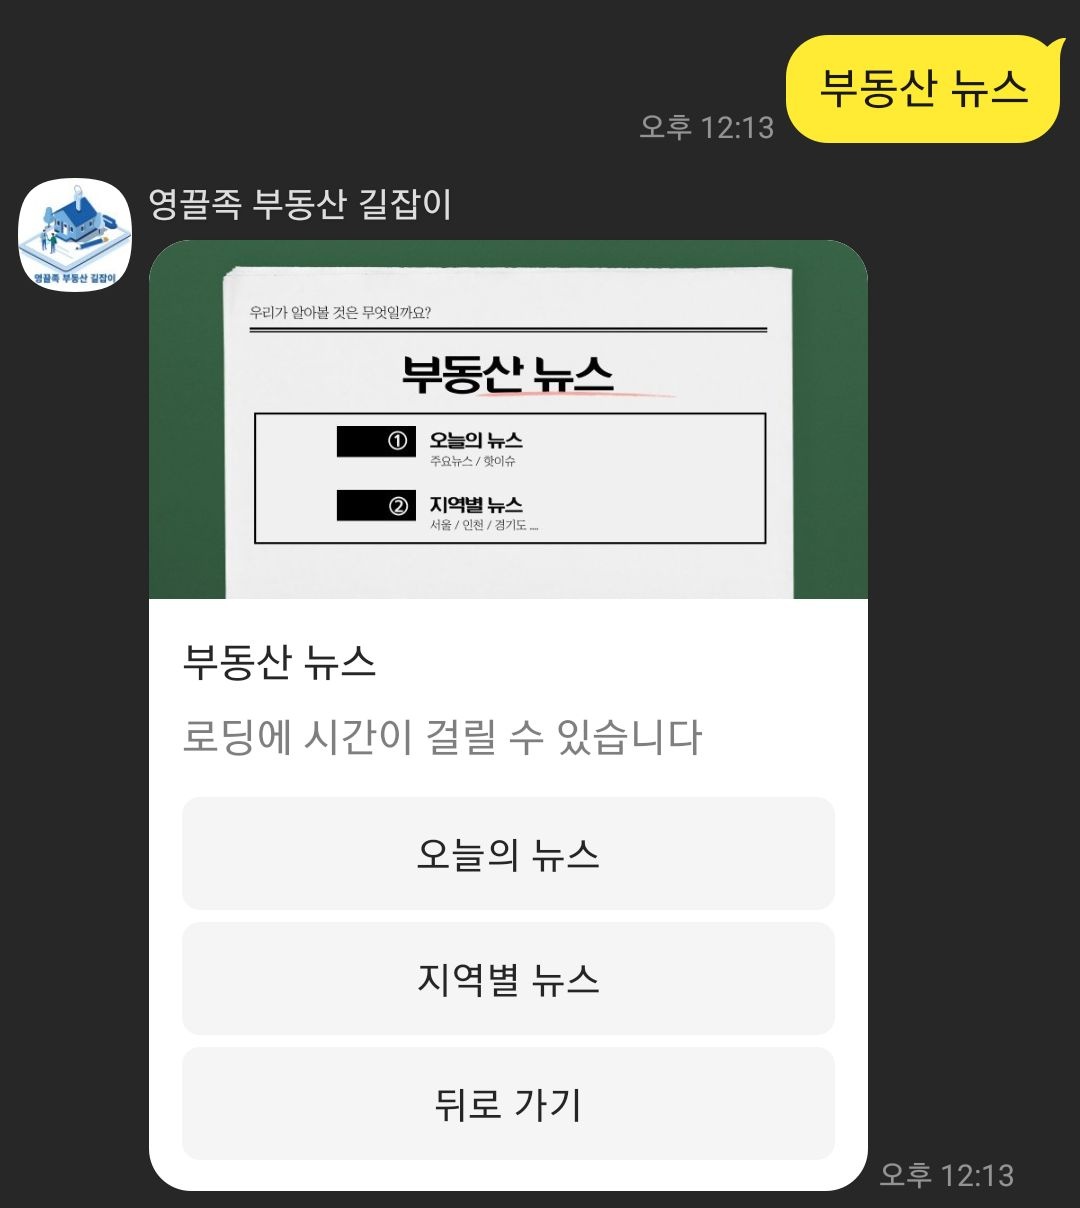 부동산 뉴스
오후 12:13
영끌족 부동산 길잡이
영끌족 부동산 길잡이
우리가 알아볼 것은 무엇일까요?
부동산 뉴스
① 오늘의 뉴스
주요뉴스 / 핫이슈
② 지역별 뉴스
서울 / 인천 / 경기도 ....
부동산 뉴스
로딩에 시간이 걸릴 수 있습니다
오늘의 뉴스
지역별 뉴스
뒤로 가기
오후 12:13